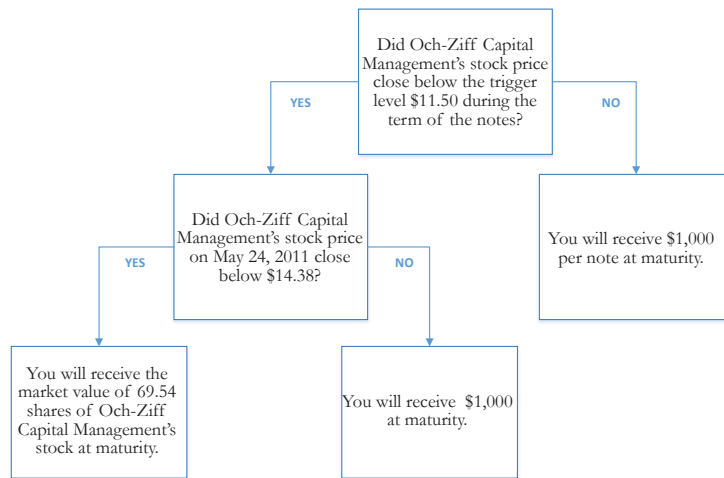 Did Och-Ziff Capital
Management's stock price
close below the trigger
level $11.50 during the
term of the notes?
YES
NO
Did Och-Ziff Capital
Management's stock price
on May 24, 2011 close
below $14.38?
You will receive $1,000
per note at maturity.
YES
NO
You will receive the
market value of 69.54
shares of Och-Ziff
Capital Management's
stock at maturity.
You will receive $1,000
at maturity.